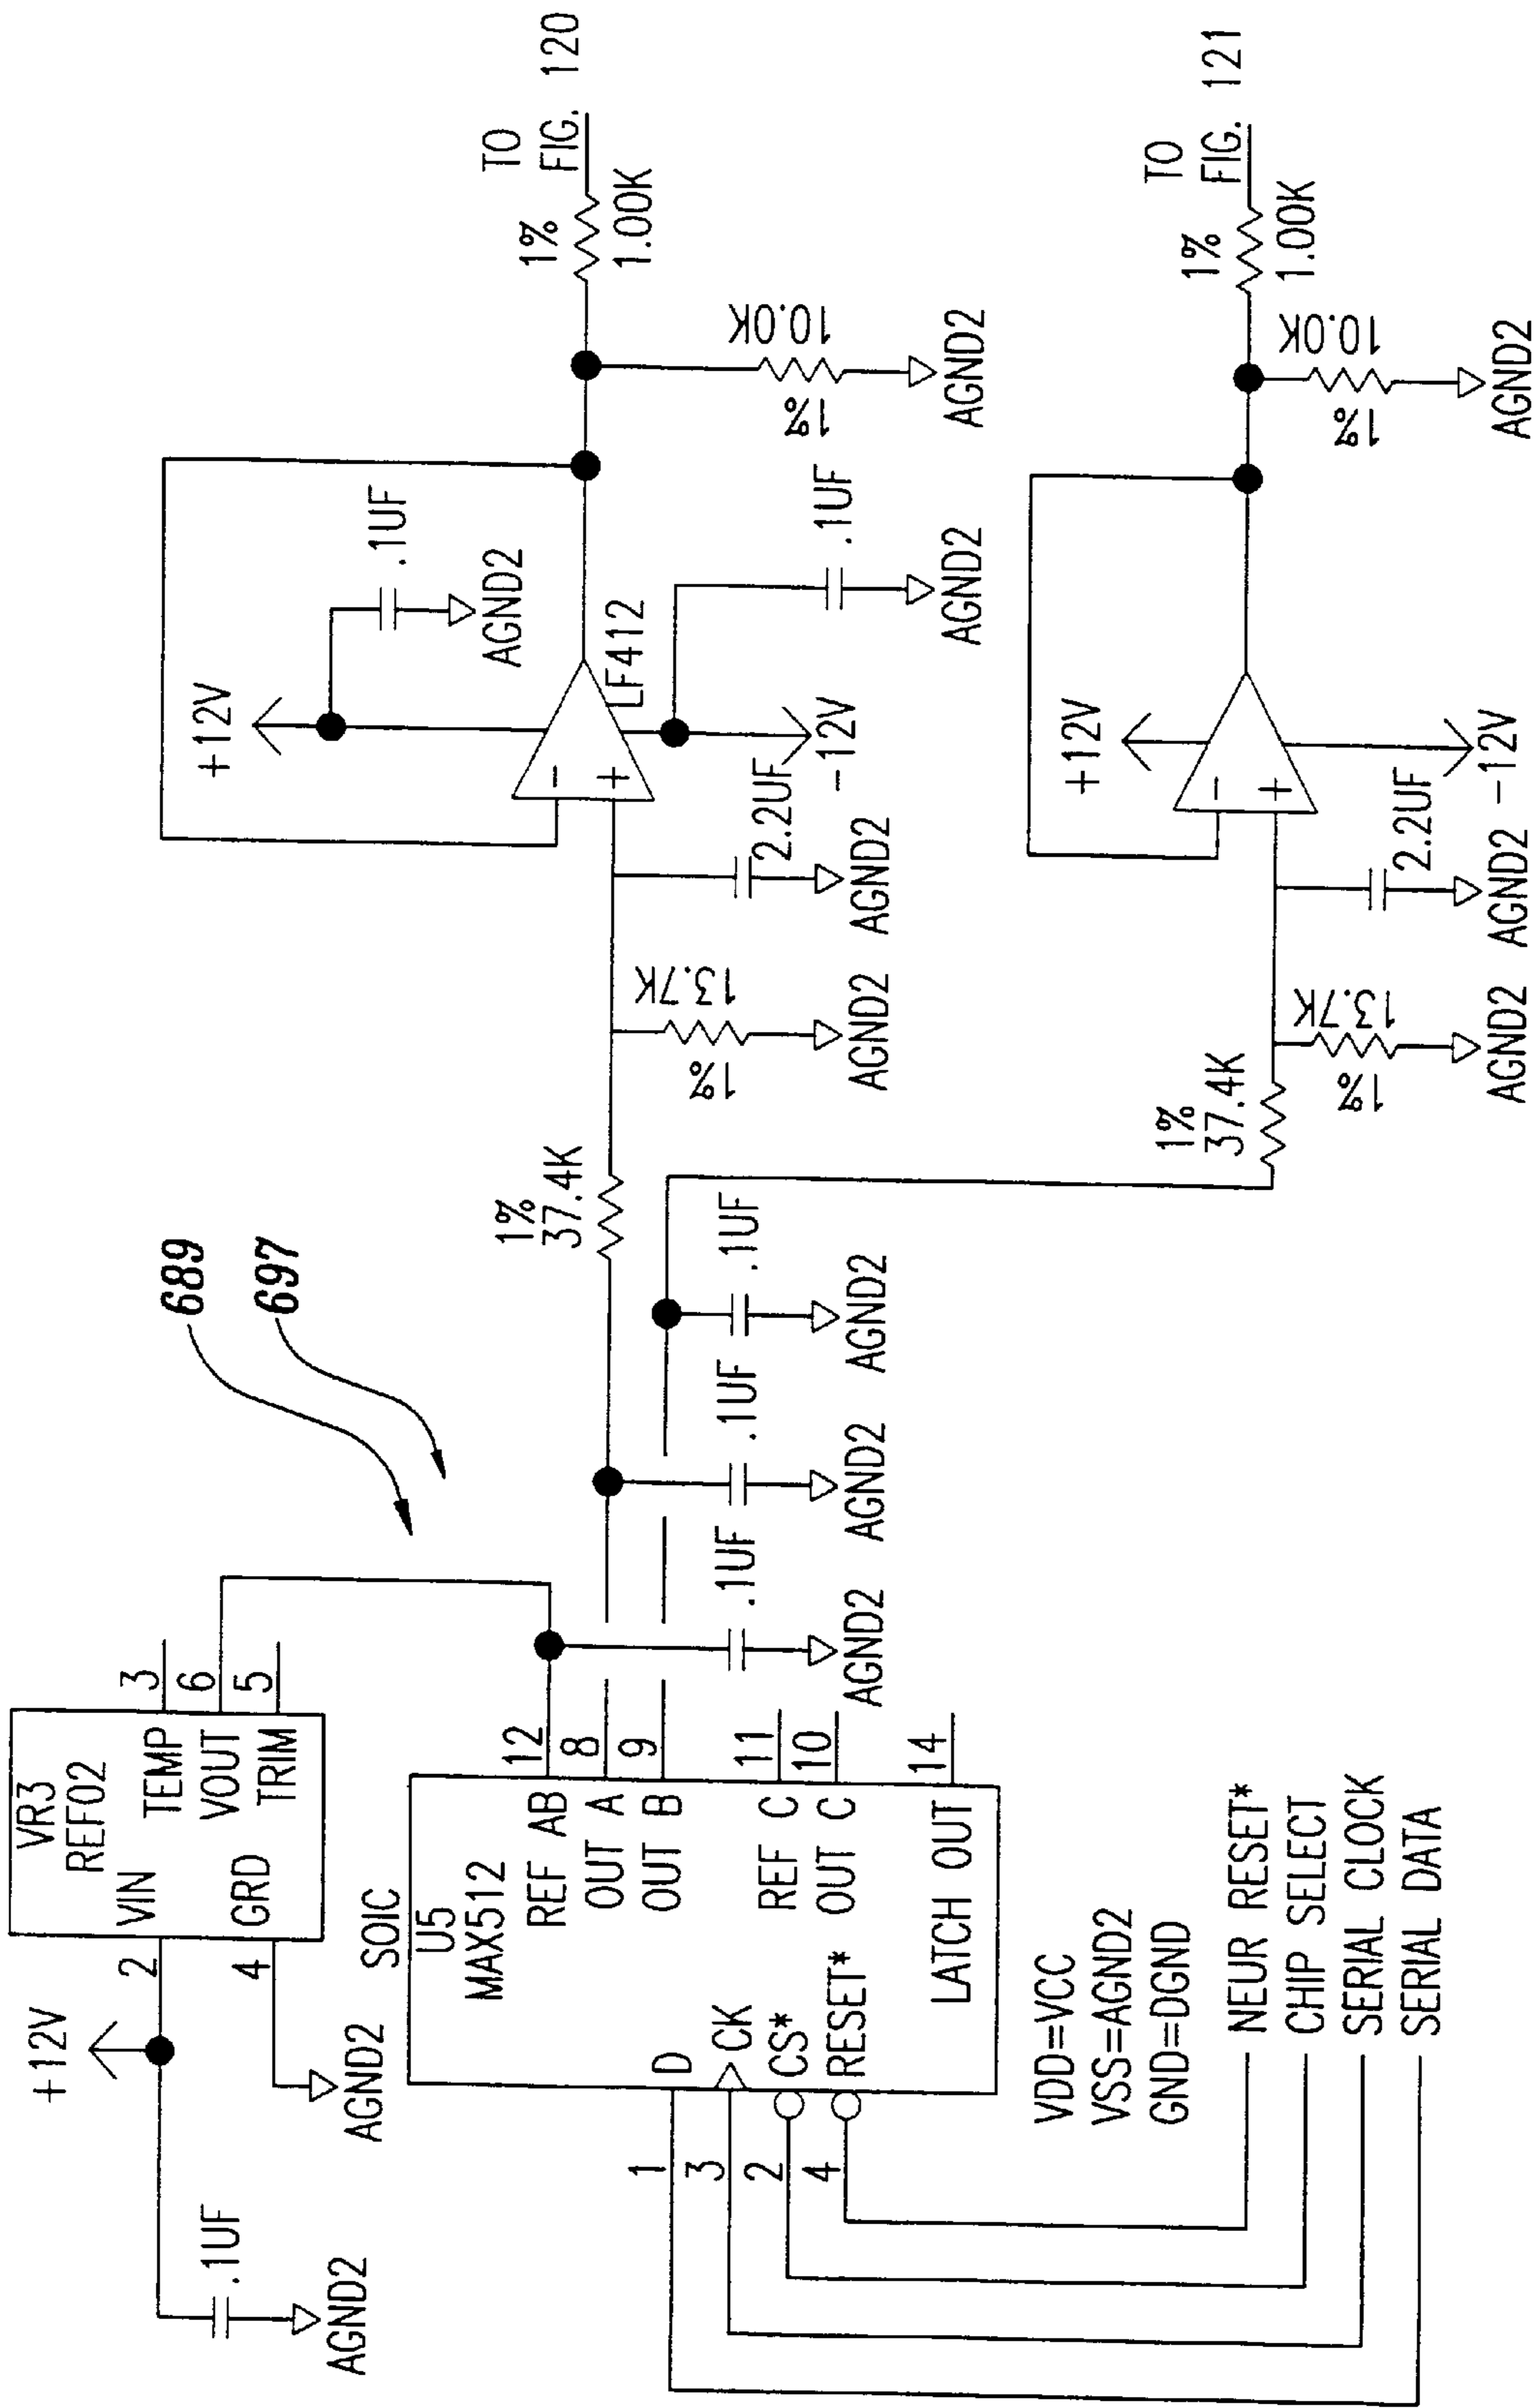 +12V
.1UF
AGND2
AGND2
2
4
VR3
REF02
VIN
GRD
TEMP
VOUT
TRIM
3
6
5
689
697
SOIC
U5
MAX512
D
CK
CS*
RESET*
1
3
2
4
REF AB
OUT A
OUT B
REF C
OUT C
LATCH OUT
12
8
9
11
10
14
VDD=VCC
VSS=AGND2
GND=DGND
NEUR RESET*
CHIP SELECT
SERIAL CLOCK
SERIAL DATA
.1UF
AGND2
.1UF
AGND2
.1UF
AGND2
1%
37.4K
1%
13.7K
AGND2
2.2UF
AGND2
+12V
.1UF
AGND2
-
+
LF412
-12V
.1UF
AGND2
1%
10.0K
AGND2
1%
1.00K
TO
FIG. 120
1%
37.4K
1%
13.7K
AGND2
2.2UF
AGND2
+12V
-
+
-12V
1%
10.0K
AGND2
1%
1.00K
TO
FIG. 121